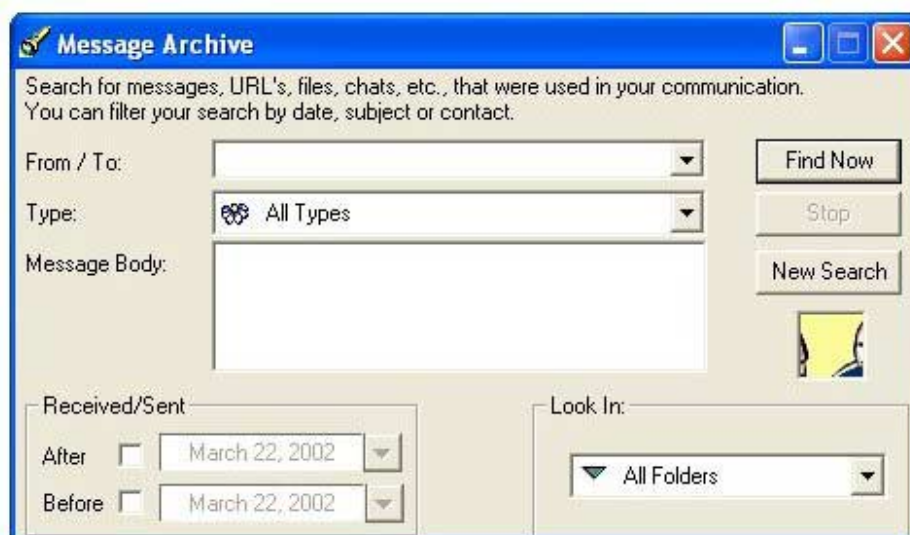 Message Archive
Search for messages, URL's, files, chats, etc., that were used in your communication.
You can filter your search by date, subject or contact.
From / To:
Find Now
Type:
All Types
Stop
Message Body:
New Search
Received/Sent
Look In:
After
March 22, 2002
All Folders
Before
March 22, 2002